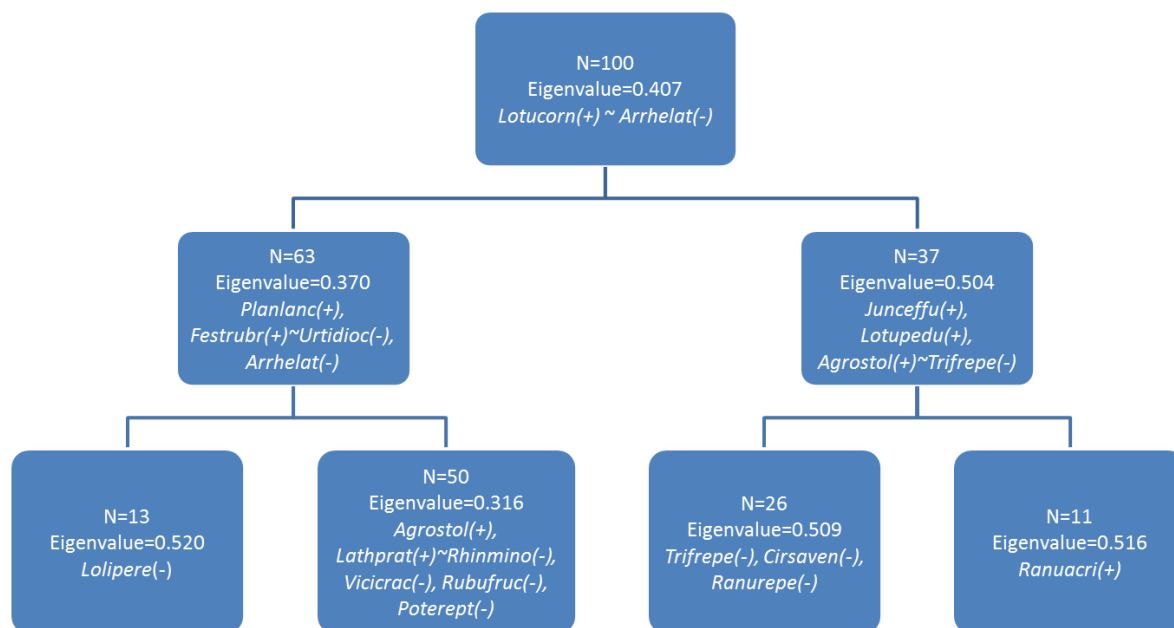 N=100
Eigenvalue=0.407
Lotucorn(+) ~ Arrhelat(-)
N=63
Eigenvalue=0.370
Planlanc(+),
Festrubr(+)~Urtidioc(-),
Arrhelat(-)
N=37
Eigenvalue=0.504
Junceffu(+),
Lotupedu(+),
Agrostol(+)~Trifrepe(-)
N=13
Eigenvalue=0.520
Lolipere(-)
N=50
Eigenvalue=0.316
Agrostol(+),
Lathprat(+)~Rhinmino(-),
Vicicrac(-), Rubufruc(-),
Poterept(-)
N=26
Eigenvalue=0.509
Trifrepe(-), Cirsaven(-),
Ranurepe(-)
N=11
Eigenvalue=0.516
Ranuacri(+)